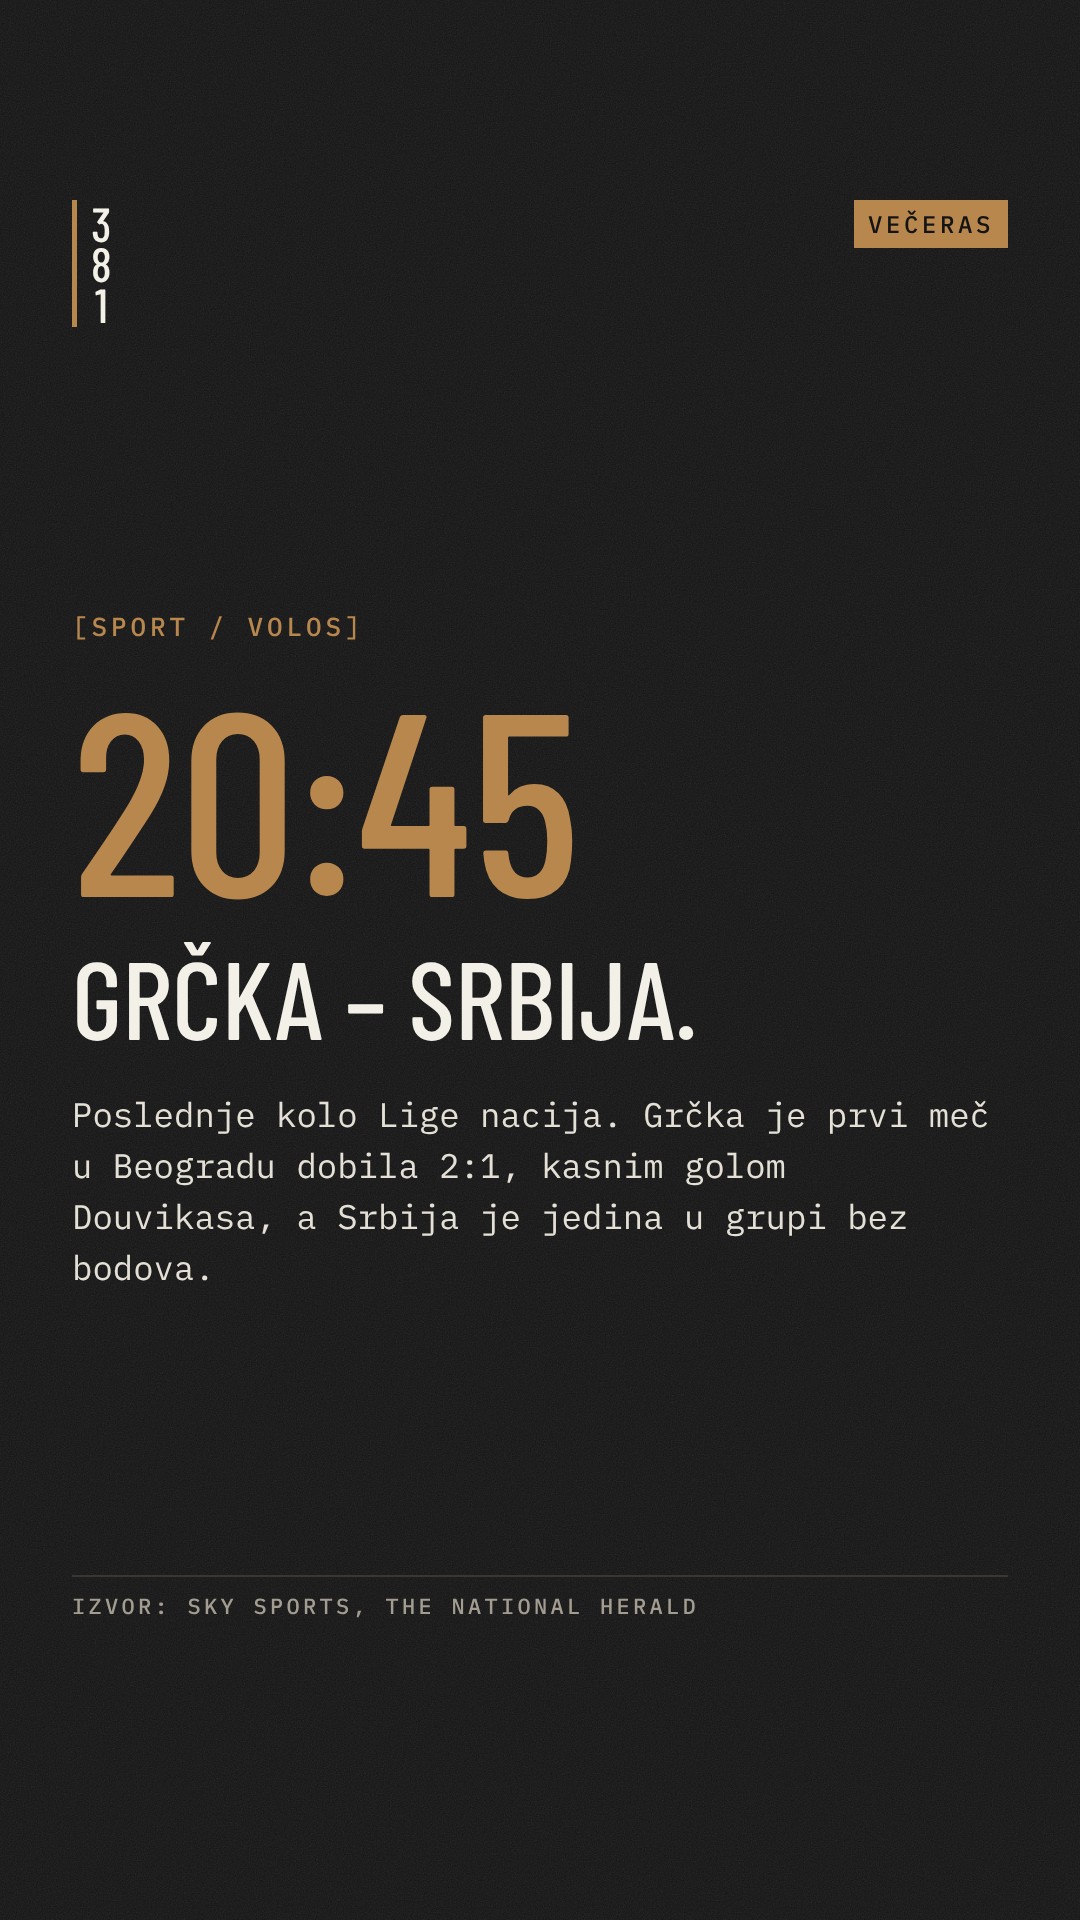 3
8
1
VEČERAS
[SPORT / VOLOS]
20:45
GRČKA – SRBIJA.
Poslednje kolo Lige nacija. Grčka je prvi meč
u Beogradu dobila 2:1, kasnim golom
Douvikasa, a Srbija je jedina u grupi bez
bodova.
IZVOR: SKY SPORTS, THE NATIONAL HERALD